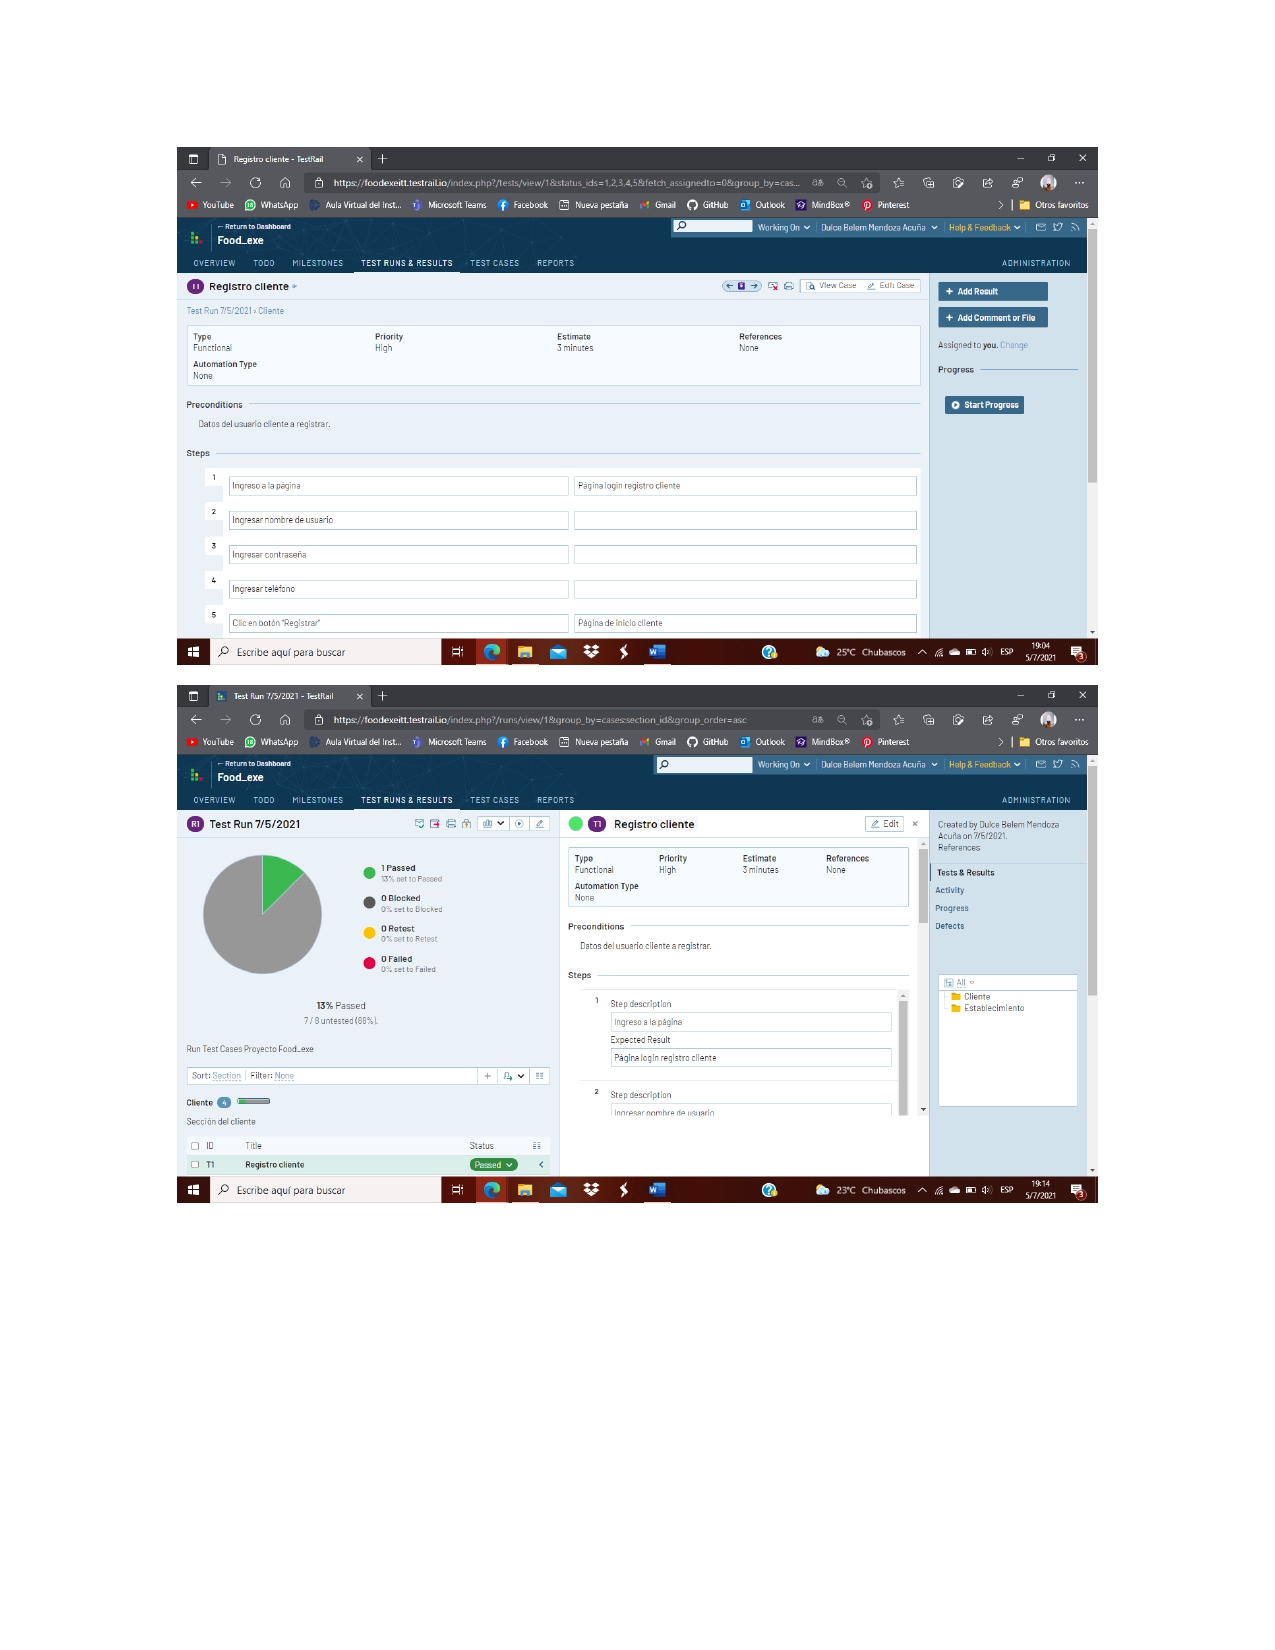 Registro cliente - TestRail
https://foodexeitt.testrail.io/index.php?/tests/view/1&status_ids=1,2,3,4,5&fetch_assignedto=0&group_by=cas...
YouTube WhatsApp Aula Virtual del Inst... Microsoft Teams Facebook Nueva pestaña Gmail GitHub Outlook MindBox® Pinterest Otros favoritos
← Return to Dashboard
Food_exe
Working On Dulce Belem Mendoza Acuña Help & Feedback
OVERVIEW TODO MILESTONES TEST RUNS & RESULTS TEST CASES REPORTS ADMINISTRATION
T1 Registro cliente
View Case Edit Case
Test Run 7/5/2021 › Cliente
Type Priority Estimate References
Functional High 3 minutes None
Automation Type
None
Preconditions
Datos del usuario cliente a registrar.
Steps
1 Ingreso a la página Página login registro cliente
2 Ingresar nombre de usuario
3 Ingresar contraseña
4 Ingresar teléfono
5 Clic en botón "Registrar" Página de inicio cliente
+ Add Result
+ Add Comment or File
Assigned to you. Change
Progress
Start Progress
Escribe aquí para buscar
25°C Chubascos ESP 19:04
5/7/2021 3
Test Run 7/5/2021 - TestRail
https://foodexeitt.testrail.io/index.php?/runs/view/1&group_by=cases:section_id&group_order=asc
YouTube WhatsApp Aula Virtual del Inst... Microsoft Teams Facebook Nueva pestaña Gmail GitHub Outlook MindBox® Pinterest Otros favoritos
← Return to Dashboard
Food_exe
Working On Dulce Belem Mendoza Acuña Help & Feedback
OVERVIEW TODO MILESTONES TEST RUNS & RESULTS TEST CASES REPORTS ADMINISTRATION
R1 Test Run 7/5/2021
1 Passed
13% set to Passed
0 Blocked
0% set to Blocked
0 Retest
0% set to Retest
0 Failed
0% set to Failed
13% Passed
7 / 8 untested (88%).
Run Test Cases Proyecto Food_exe
Sort: Section Filter: None
Cliente 4
Sección del cliente
ID Title Status
T1 Registro cliente Passed
T1 Registro cliente
Edit
Type Priority Estimate References
Functional High 3 minutes None
Automation Type
None
Preconditions
Datos del usuario cliente a registrar.
Steps
1 Step description
Ingreso a la página
Expected Result
Página login registro cliente
2 Step description
Ingresar nombre de usuario
Created by Dulce Belem Mendoza
Acuña on 7/5/2021.
References
Tests & Results
Activity
Progress
Defects
All
Cliente
Establecimiento
Escribe aquí para buscar
23°C Chubascos ESP 19:14
5/7/2021 3